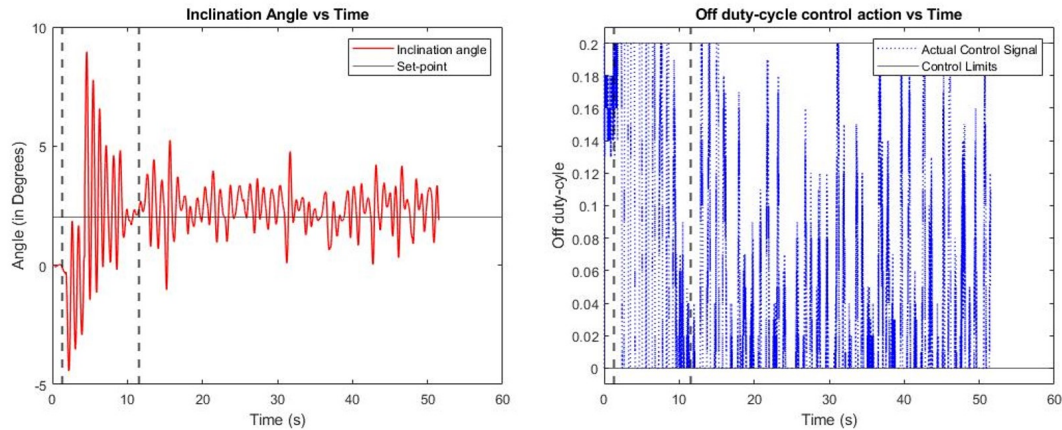 Inclination Angle vs Time
10
5
0
-5
Angle (in Degrees)
Inclination angle
Set-point
0 10 20 30 40 50 60
Time (s)
Off duty-cycle control action vs Time
0.2
0.18
0.16
0.14
0.12
0.1
0.08
0.06
0.04
0.02
0
Off duty-cyle
Actual Control Signal
Control Limits
0 10 20 30 40 50 60
Time (s)